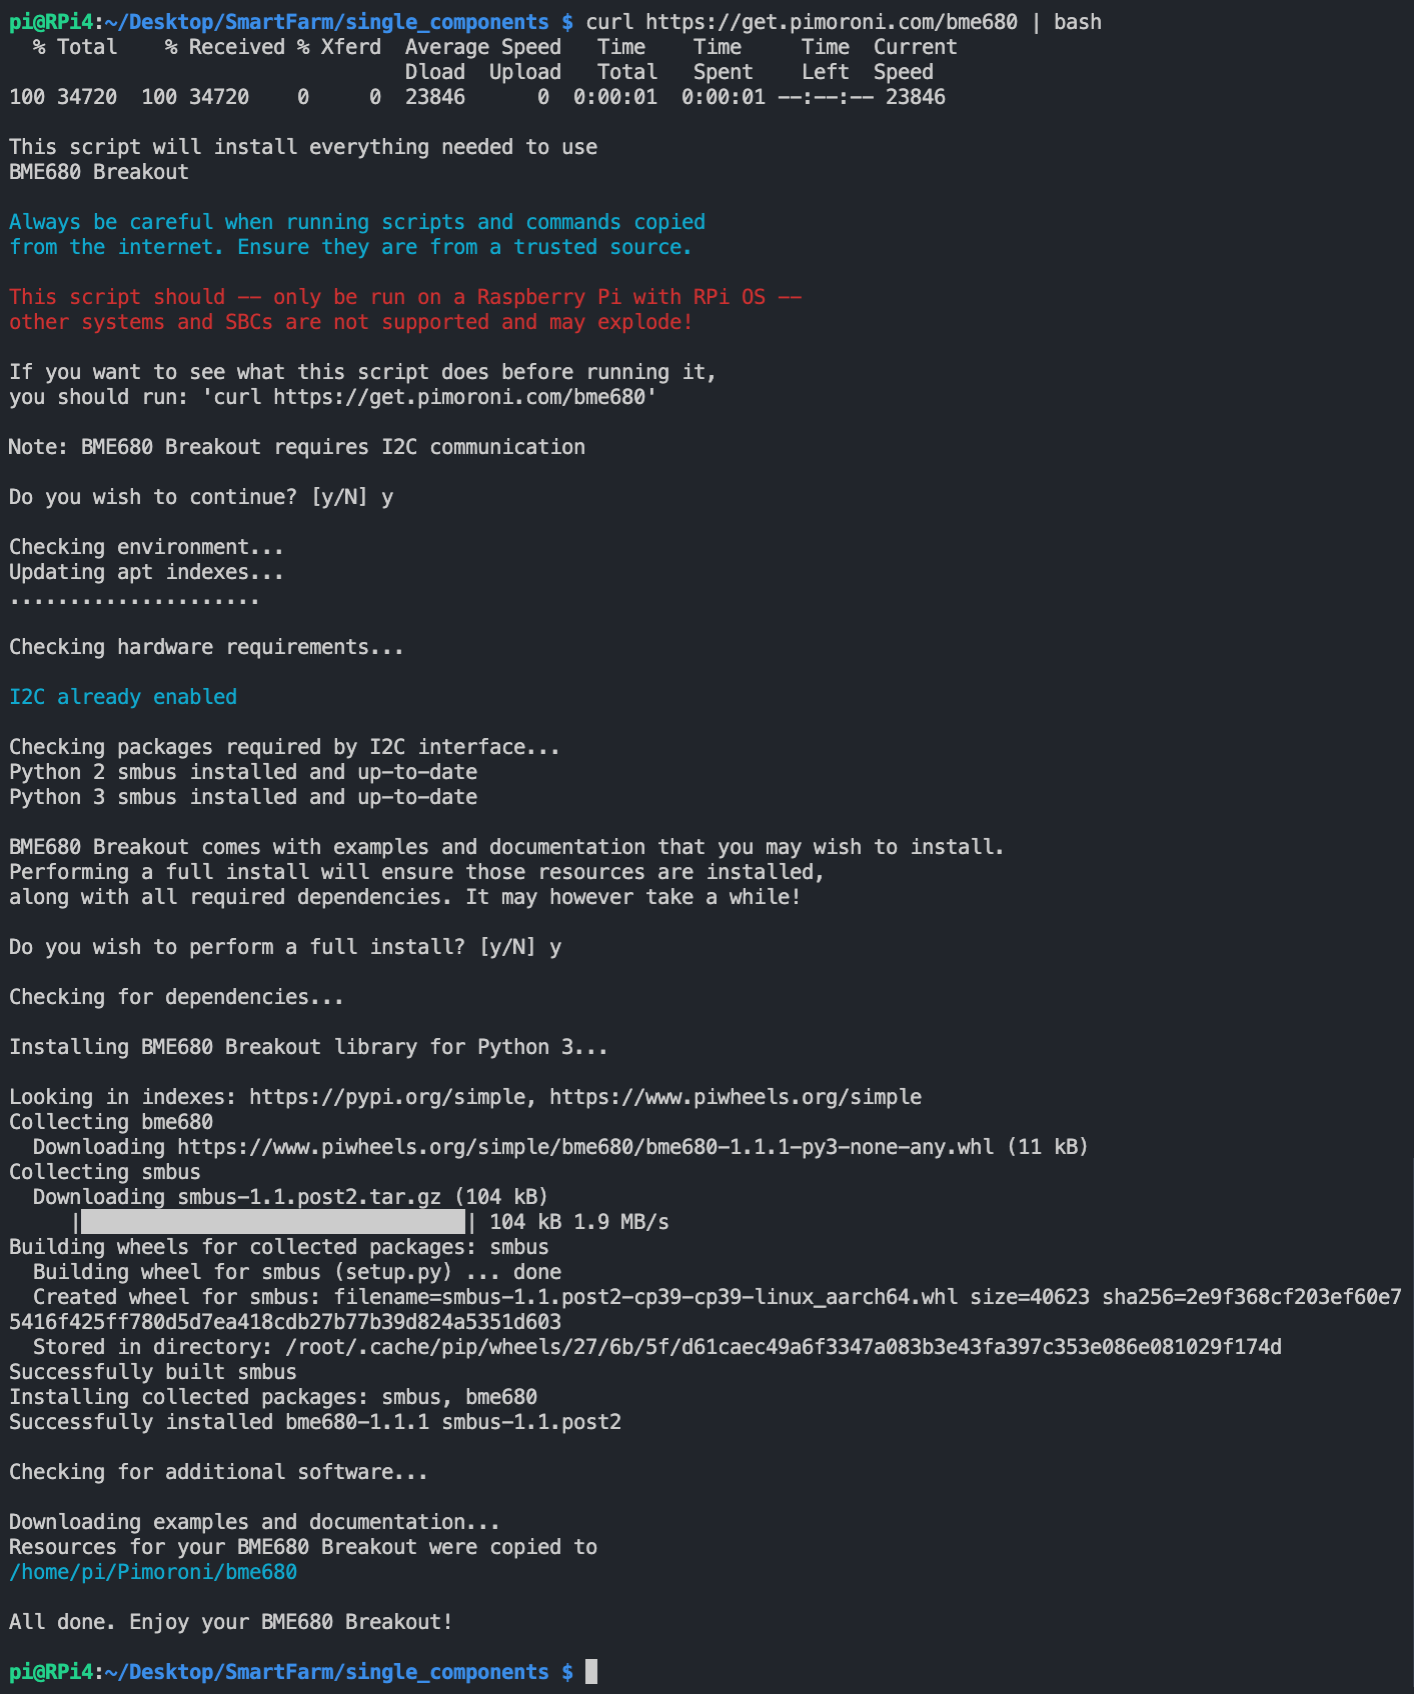 pi@RPi4:~/Desktop/SmartFarm/single_components $ curl https://get.pimoroni.com/bme680 | bash
  % Total    % Received % Xferd  Average Speed   Time    Time     Time  Current
                                 Dload  Upload   Total   Spent    Left  Speed
100 34720  100 34720    0     0  23846      0  0:00:01  0:00:01 --:--:-- 23846

This script will install everything needed to use
BME680 Breakout

Always be careful when running scripts and commands copied
from the internet. Ensure they are from a trusted source.

This script should -- only be run on a Raspberry Pi with RPi OS --
other systems and SBCs are not supported and may explode!

If you want to see what this script does before running it,
you should run: 'curl https://get.pimoroni.com/bme680'

Note: BME680 Breakout requires I2C communication

Do you wish to continue? [y/N] y

Checking environment...
Updating apt indexes...
.....................

Checking hardware requirements...

I2C already enabled

Checking packages required by I2C interface...
Python 2 smbus installed and up-to-date
Python 3 smbus installed and up-to-date

BME680 Breakout comes with examples and documentation that you may wish to install.
Performing a full install will ensure those resources are installed,
along with all required dependencies. It may however take a while!

Do you wish to perform a full install? [y/N] y

Checking for dependencies...

Installing BME680 Breakout library for Python 3...

Looking in indexes: https://pypi.org/simple, https://www.piwheels.org/simple
Collecting bme680
  Downloading https://www.piwheels.org/simple/bme680/bme680-1.1.1-py3-none-any.whl (11 kB)
Collecting smbus
  Downloading smbus-1.1.post2.tar.gz (104 kB)
     |████████████████████████████████| 104 kB 1.9 MB/s
Building wheels for collected packages: smbus
  Building wheel for smbus (setup.py) ... done
  Created wheel for smbus: filename=smbus-1.1.post2-cp39-cp39-linux_aarch64.whl size=40623 sha256=2e9f368cf203ef60e7
5416f425ff780d5d7ea418cdb27b77b39d824a5351d603
  Stored in directory: /root/.cache/pip/wheels/27/6b/5f/d61caec49a6f3347a083b3e43fa397c353e086e081029f174d
Successfully built smbus
Installing collected packages: smbus, bme680
Successfully installed bme680-1.1.1 smbus-1.1.post2

Checking for additional software...

Downloading examples and documentation...
Resources for your BME680 Breakout were copied to
/home/pi/Pimoroni/bme680

All done. Enjoy your BME680 Breakout!

pi@RPi4:~/Desktop/SmartFarm/single_components $